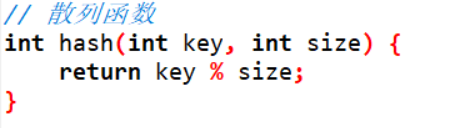 // 散列函数
int hash(int key, int size) {
    return key % size;
}